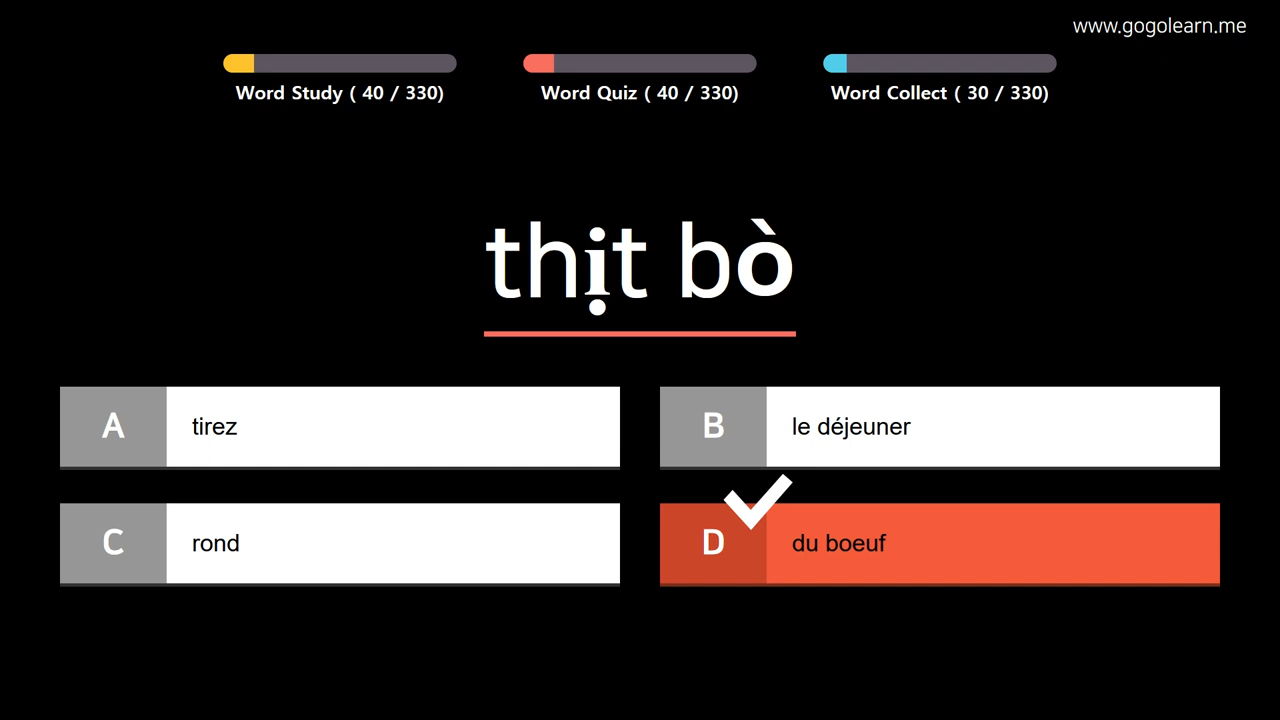 www.gogolearn.me
Word Study ( 40 / 330)
Word Quiz ( 40 / 330)
Word Collect ( 30 / 330)
thịt bò
A tirez
B le déjeuner
C rond
D du boeuf